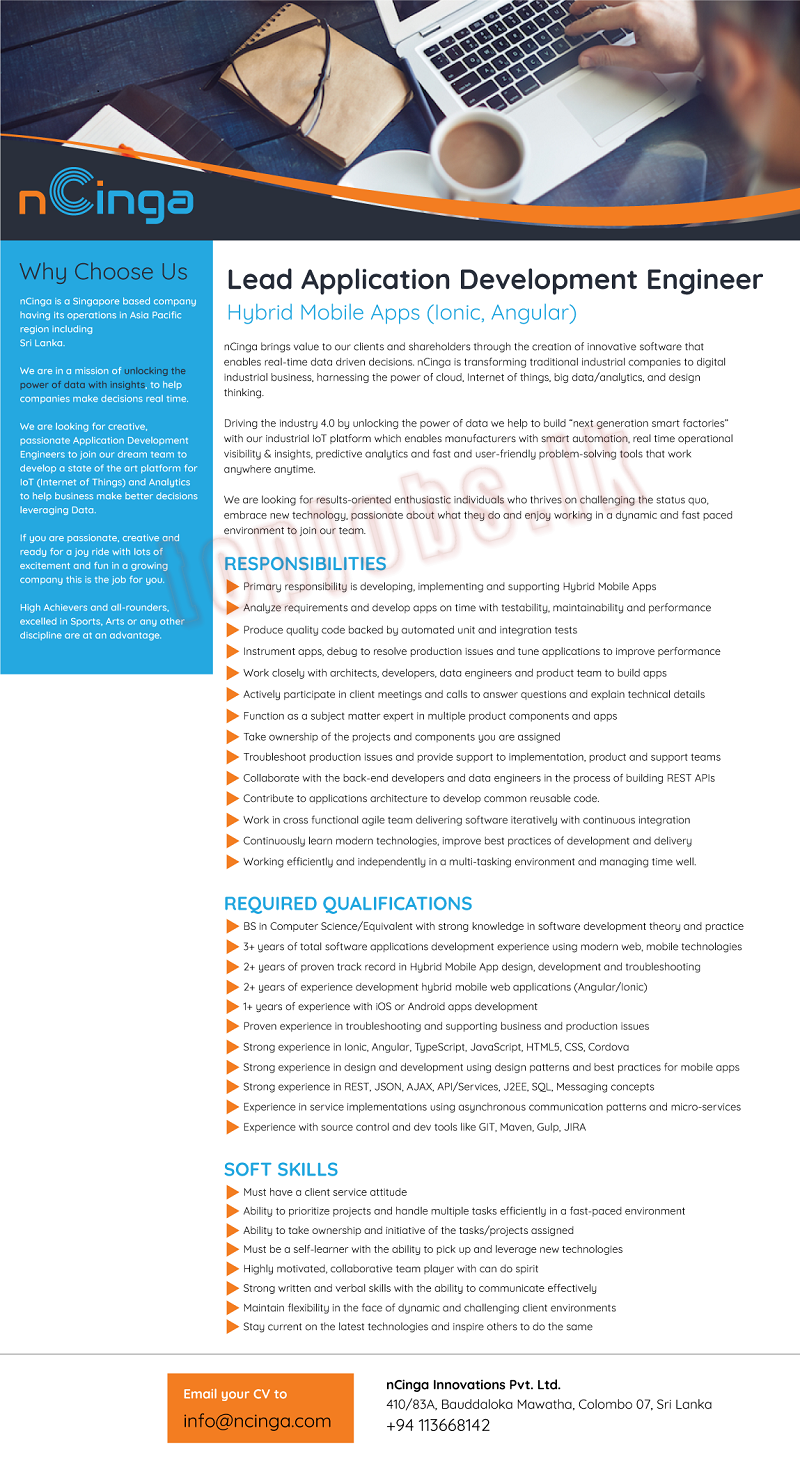 nCinga
Why Choose Us
nCinga is a Singapore based company
having its operations in Asia Pacific
region including
Sri Lanka.
We are in a mission of unlocking the
power of data with insights, to help
companies make decisions real time.
We are looking for creative,
passionate Application Development
Engineers to join our dream team to
develop a state of the art platform for
IoT (Internet of Things) and Analytics
to help business make better decisions
leveraging Data.
If you are passionate, creative and
ready for a joy ride with lots of
excitement and fun in a growing
company this is the job for you.
High Achievers and all-rounders,
excelled in Sports, Arts or any other
discipline are at an advantage.
Lead Application Development Engineer
Hybrid Mobile Apps (Ionic, Angular)
nCinga brings value to our clients and shareholders through the creation of innovative software that
enables real-time data driven decisions. nCinga is transforming traditional industrial companies to digital
industrial business, harnessing the power of cloud, Internet of things, big data/analytics, and design
thinking.
Driving the industry 4.0 by unlocking the power of data we help to build “next generation smart factories”
with our industrial IoT platform which enables manufacturers with smart automation, real time operational
visibility & insights, predictive analytics and fast and user-friendly problem-solving tools that work
anywhere anytime.
We are looking for results-oriented enthusiastic individuals who thrives on challenging the status quo,
embrace new technology, passionate about what they do and enjoy working in a dynamic and fast paced
environment to join our team.
topjobs.lk
RESPONSIBILITIES
Primary responsibility is developing, implementing and supporting Hybrid Mobile Apps
Analyze requirements and develop apps on time with testability, maintainability and performance
Produce quality code backed by automated unit and integration tests
Instrument apps, debug to resolve production issues and tune applications to improve performance
Work closely with architects, developers, data engineers and product team to build apps
Actively participate in client meetings and calls to answer questions and explain technical details
Function as a subject matter expert in multiple product components and apps
Take ownership of the projects and components you are assigned
Troubleshoot production issues and provide support to implementation, product and support teams
Collaborate with the back-end developers and data engineers in the process of building REST APIs
Contribute to applications architecture to develop common reusable code.
Work in cross functional agile team delivering software iteratively with continuous integration
Continuously learn modern technologies, improve best practices of development and delivery
Working efficiently and independently in a multi-tasking environment and managing time well.
REQUIRED QUALIFICATIONS
BS in Computer Science/Equivalent with strong knowledge in software development theory and practice
3+ years of total software applications development experience using modern web, mobile technologies
2+ years of proven track record in Hybrid Mobile App design, development and troubleshooting
2+ years of experience development hybrid mobile web applications (Angular/Ionic)
1+ years of experience with iOS or Android apps development
Proven experience in troubleshooting and supporting business and production issues
Strong experience in Ionic, Angular, TypeScript, JavaScript, HTML5, CSS, Cordova
Strong experience in design and development using design patterns and best practices for mobile apps
Strong experience in REST, JSON, AJAX, API/Services, J2EE, SQL, Messaging concepts
Experience in service implementations using asynchronous communication patterns and micro-services
Experience with source control and dev tools like GIT, Maven, Gulp, JIRA
SOFT SKILLS
Must have a client service attitude
Ability to prioritize projects and handle multiple tasks efficiently in a fast-paced environment
Ability to take ownership and initiative of the tasks/projects assigned
Must be a self-learner with the ability to pick up and leverage new technologies
Highly motivated, collaborative team player with can do spirit
Strong written and verbal skills with the ability to communicate effectively
Maintain flexibility in the face of dynamic and challenging client environments
Stay current on the latest technologies and inspire others to do the same
Email your CV to
info@ncinga.com
nCinga Innovations Pvt. Ltd.
410/83A, Bauddaloka Mawatha, Colombo 07, Sri Lanka
+94 113668142